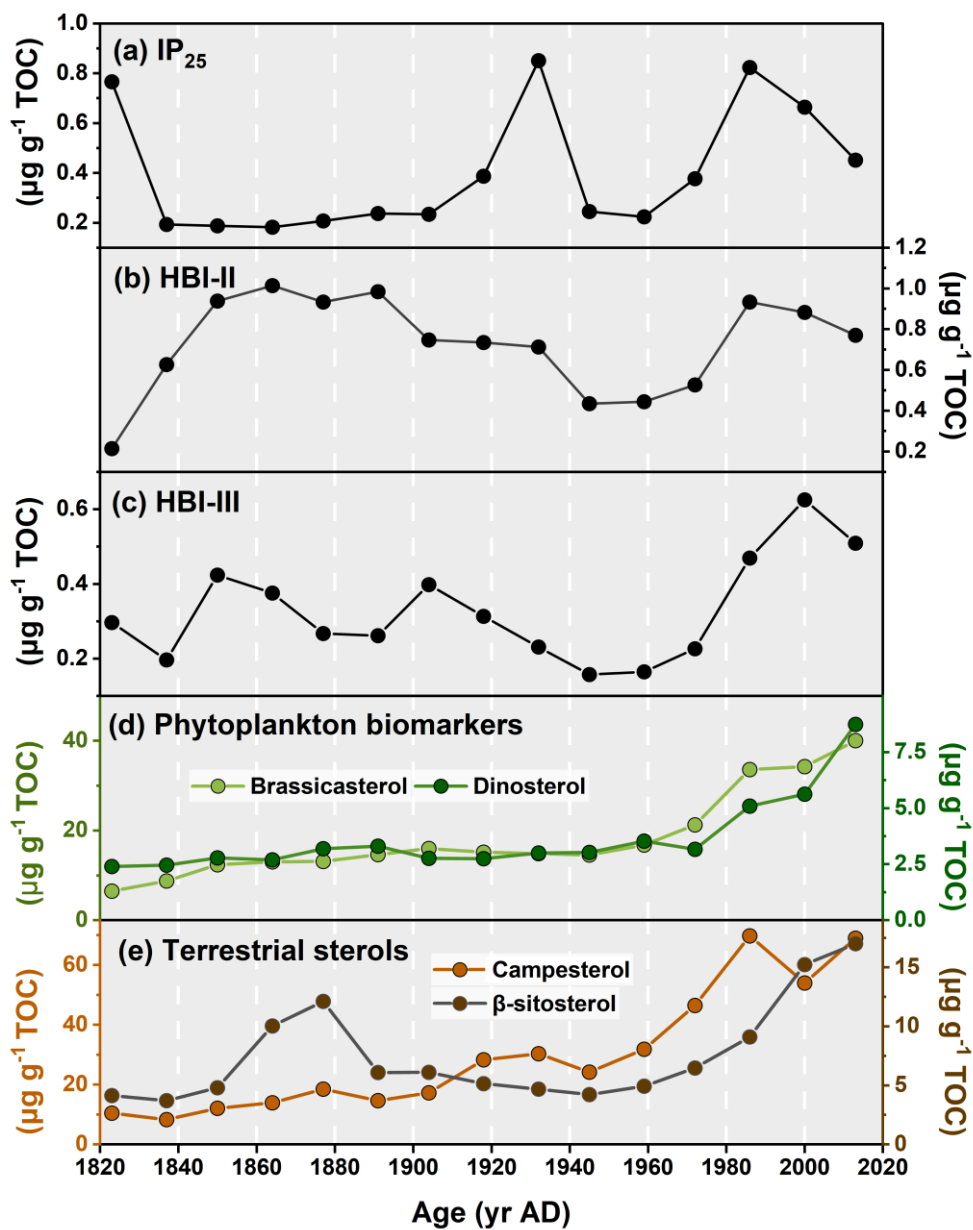 (a) IP25
(μg g-1 TOC)
1.0
0.8
0.6
0.4
0.2
(b) HBI-II
(μg g-1 TOC)
1.2
1.0
0.8
0.6
0.4
0.2
(c) HBI-III
(μg g-1 TOC)
0.6
0.4
0.2
(d) Phytoplankton biomarkers
Brassicasterol
Dinosterol
(μg g-1 TOC)
40
20
0
(μg g-1 TOC)
7.5
5.0
2.5
0.0
(e) Terrestrial sterols
Campesterol
β-sitosterol
(μg g-1 TOC)
60
40
20
0
(μg g-1 TOC)
15
10
5
0
1820 1840 1860 1880 1900 1920 1940 1960 1980 2000 2020
Age (yr AD)